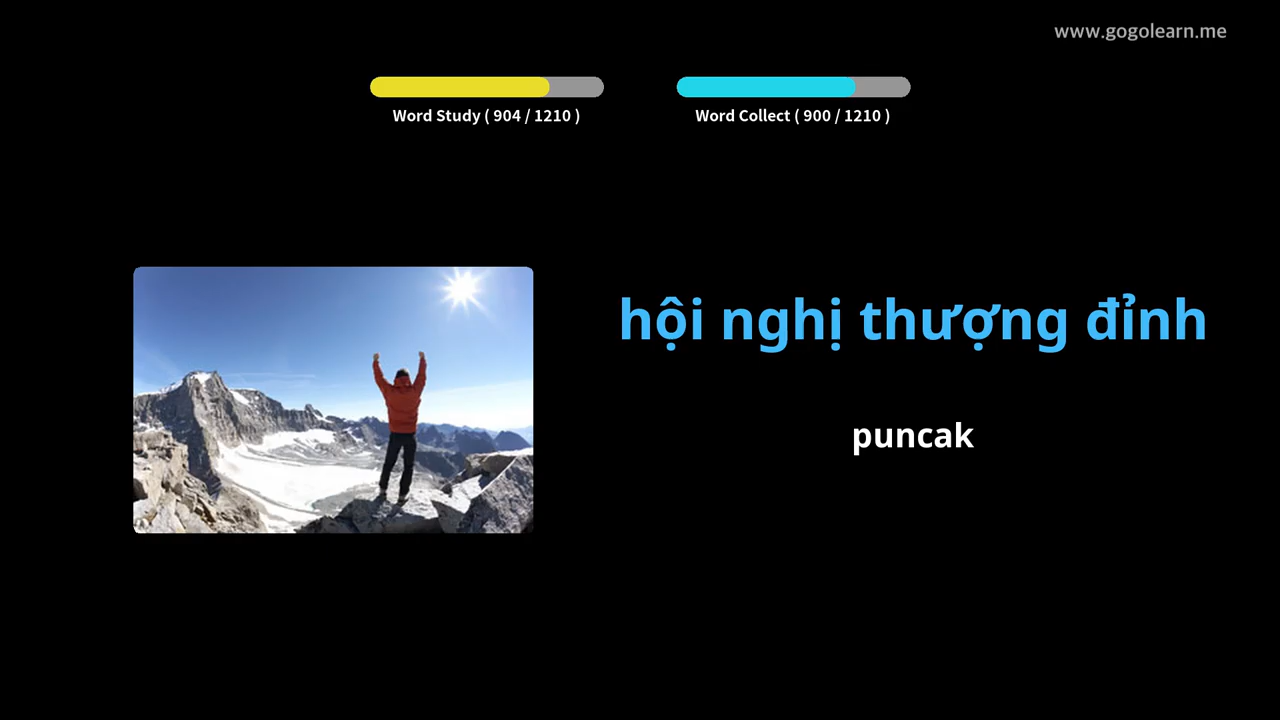 www.gogolearn.me
Word Study ( 904 / 1210 )
Word Collect ( 900 / 1210 )
hội nghị thượng đỉnh
puncak